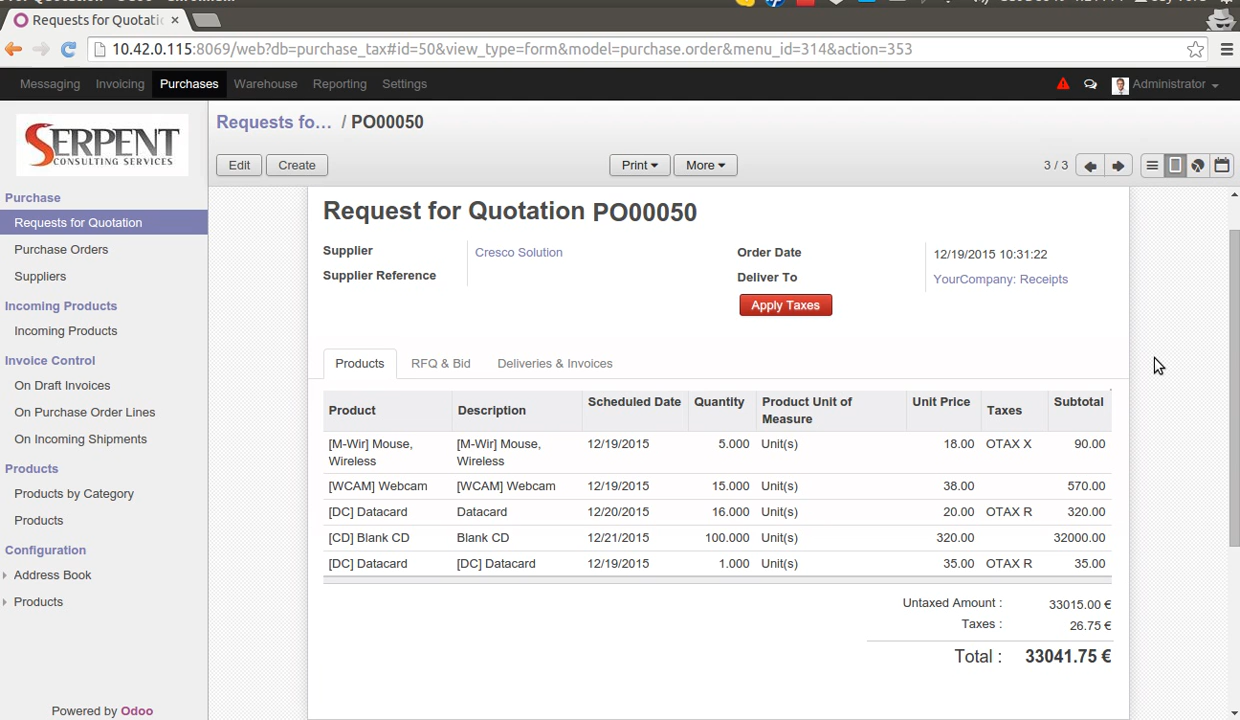 Requests for Quotatic ×
10.42.0.115:8069/web?db=purchase_tax#id=50&view_type=form&model=purchase.order&menu_id=314&action=353
Messaging Invoicing Purchases Warehouse Reporting Settings Administrator
SERPENT
CONSULTING SERVICES
Requests fo... / PO00050
Edit Create Print More 3 / 3
Purchase
Requests for Quotation
Purchase Orders
Suppliers
Incoming Products
Incoming Products
Invoice Control
On Draft Invoices
On Purchase Order Lines
On Incoming Shipments
Products
Products by Category
Products
Configuration
Address Book
Products
Powered by Odoo
Request for Quotation PO00050
Supplier Cresco Solution
Supplier Reference
Order Date 12/19/2015 10:31:22
Deliver To YourCompany: Receipts
Apply Taxes
Products RFQ & Bid Deliveries & Invoices
Product Description Scheduled Date Quantity Product Unit of Measure Unit Price Taxes Subtotal
[M-Wir] Mouse, Wireless [M-Wir] Mouse, Wireless 12/19/2015 5.000 Unit(s) 18.00 OTAX X 90.00
[WCAM] Webcam [WCAM] Webcam 12/19/2015 15.000 Unit(s) 38.00 570.00
[DC] Datacard Datacard 12/20/2015 16.000 Unit(s) 20.00 OTAX R 320.00
[CD] Blank CD Blank CD 12/21/2015 100.000 Unit(s) 320.00 32000.00
[DC] Datacard [DC] Datacard 12/19/2015 1.000 Unit(s) 35.00 OTAX R 35.00
Untaxed Amount : 33015.00 €
Taxes : 26.75 €
Total : 33041.75 €